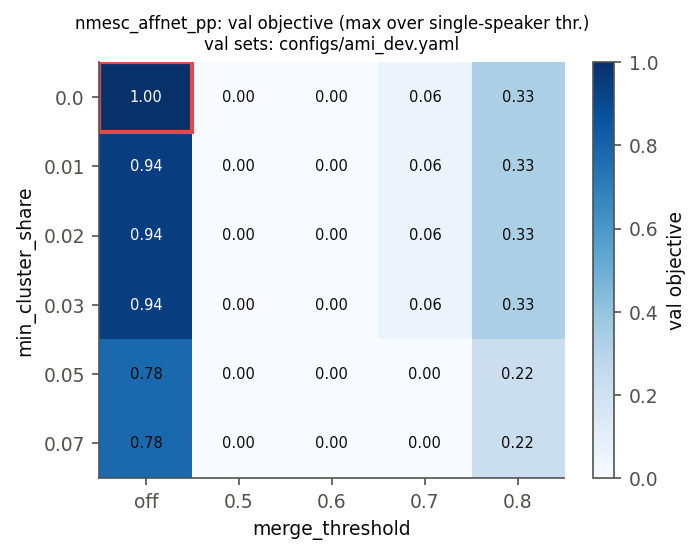 nmesc_affnet_pp: val objective (max over single-speaker thr.)
val sets: configs/ami_dev.yaml
min_cluster_share
0.0 1.00 0.00 0.00 0.06 0.33
0.01 0.94 0.00 0.00 0.06 0.33
0.02 0.94 0.00 0.00 0.06 0.33
0.03 0.94 0.00 0.00 0.06 0.33
0.05 0.78 0.00 0.00 0.00 0.22
0.07 0.78 0.00 0.00 0.00 0.22
off 0.5 0.6 0.7 0.8
merge_threshold
1.0
0.8
0.6
0.4
0.2
0.0
val objective